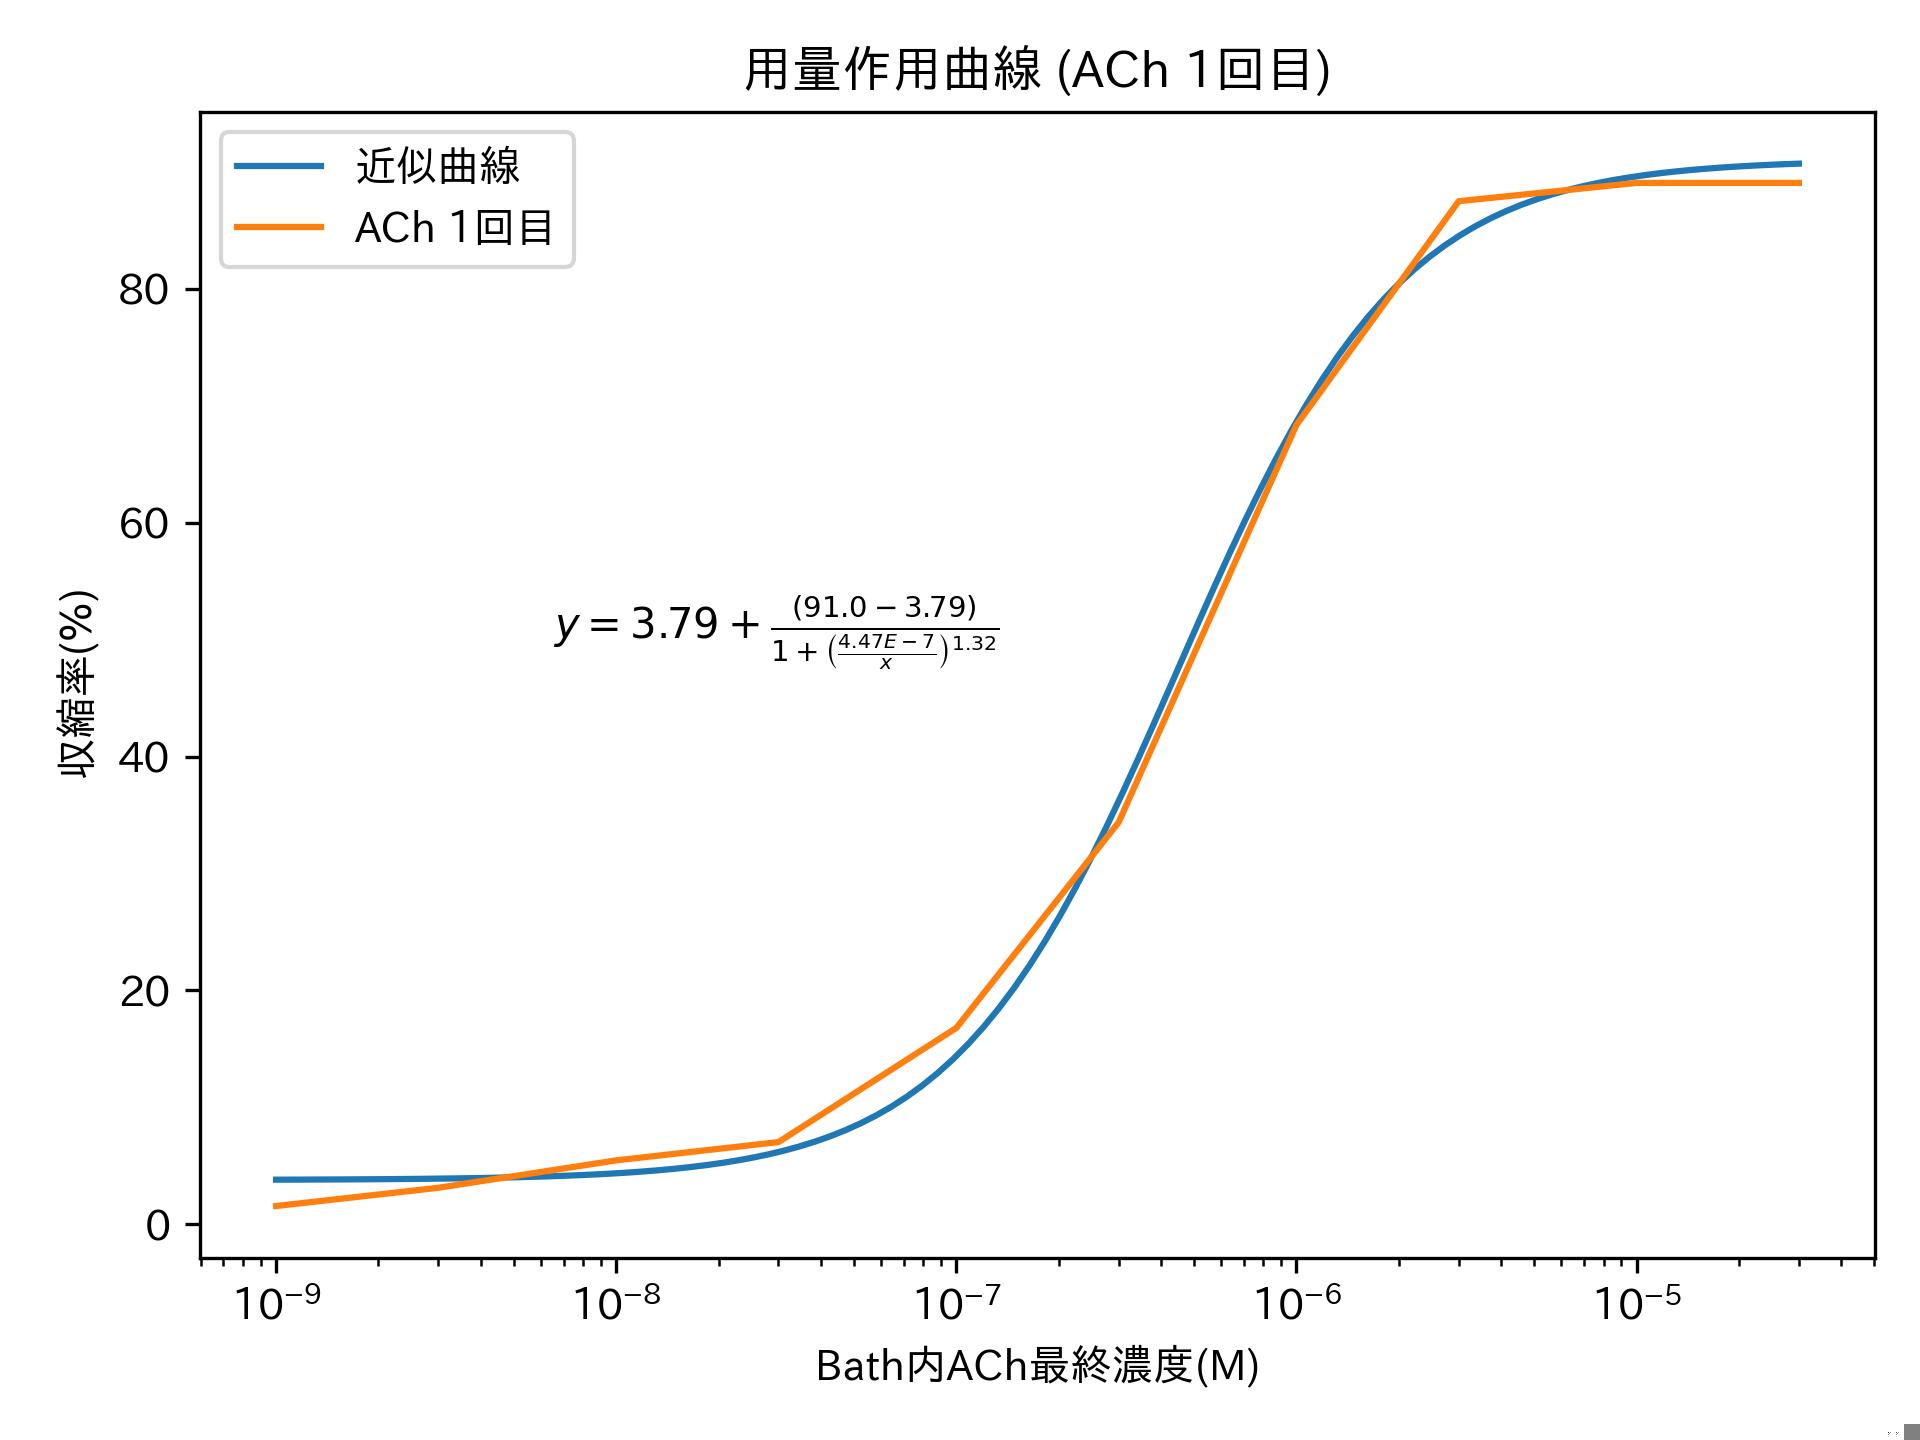 用量作用曲線 (ACh 1回目)
近似曲線
ACh 1回目
80
60
40
20
0
収縮率(%)
y = 3.79 + \frac{(91.0 − 3.79)}{1 + (\frac{4.47E − 7}{x})^{1.32}}
10⁻⁹ 10⁻⁸ 10⁻⁷ 10⁻⁶ 10⁻⁵
Bath内ACh最終濃度(M)